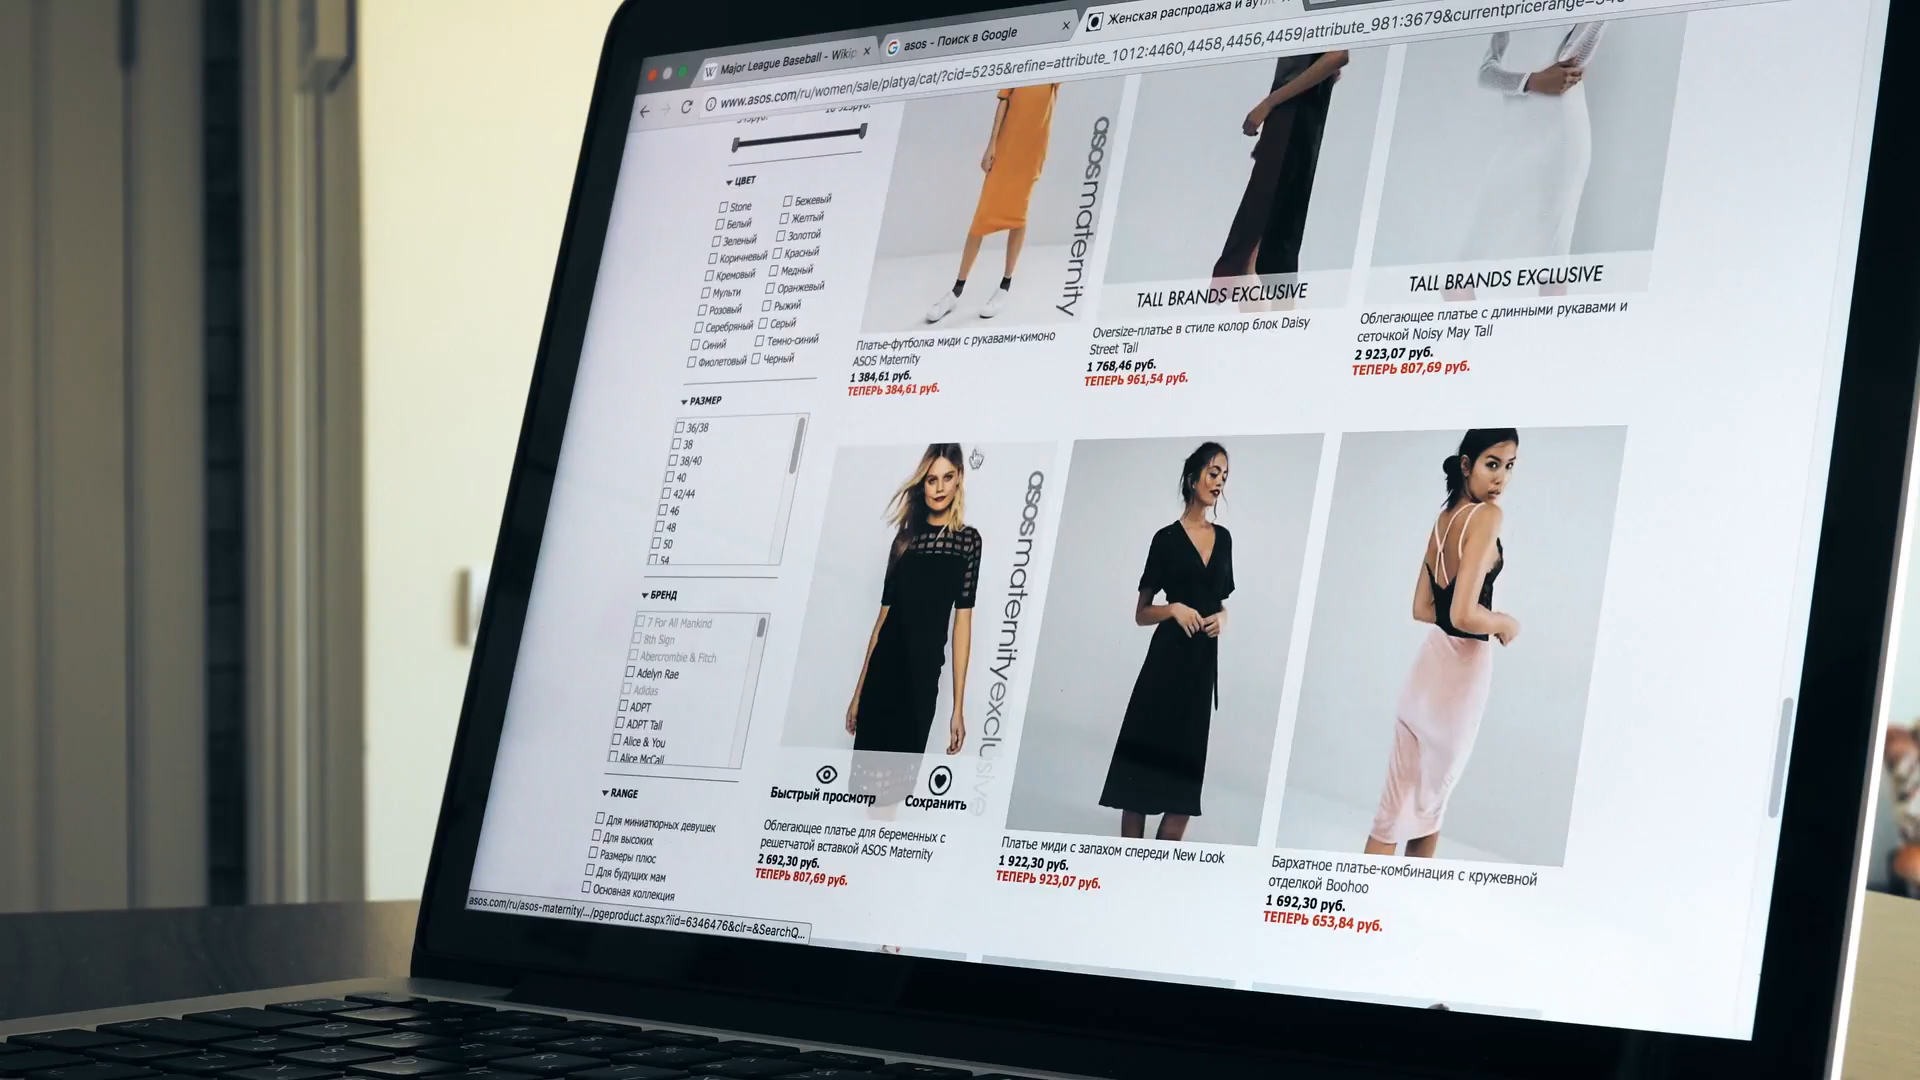 Major League Baseball - Wikip
asos - Поиск в Google
Женская распродажа и аутл
www.asos.com/ru/women/sale/platya/cat/?cid=5235&refine=attribute_1012:4460,4458,4456,4459|attribute_981:3679&currentpricerange=
ЦВЕТ
Stone
Бежевый
Белый
Желтый
Зеленый
Золотой
Коричневый
Красный
Кремовый
Медный
Мульти
Оранжевый
Розовый
Рыжий
Серебряный
Серый
Синий
Темно-синий
Фиолетовый
Черный
РАЗМЕР
36/38
38
38/40
40
42/44
46
48
50
54
БРЕНД
7 For All Mankind
8th Sign
Abercrombie & Fitch
Adelyn Rae
Adidas
ADPT
ADPT Tall
Alice & You
Alice McCall
RANGE
Для миниатюрных девушек
Для высоких
Размеры плюс
Для будущих мам
Основная коллекция
asos.com/ru/asos-maternity/.../pgeproduct.aspx?iid=6346476&clr=&SearchQ...
asosmaternity
Платье-футболка миди с рукавами-кимоно
ASOS Maternity
1 384,61 руб.
ТЕПЕРЬ 384,61 руб.
TALL BRANDS EXCLUSIVE
Oversize-платье в стиле колор блок Daisy
Street Tall
1 768,46 руб.
ТЕПЕРЬ 961,54 руб.
TALL BRANDS EXCLUSIVE
Облегающее платье с длинными рукавами и
сеточкой Noisy May Tall
2 923,07 руб.
ТЕПЕРЬ 807,69 руб.
asosmaternityexclusive
Быстрый просмотр
Сохранить
Облегающее платье для беременных с
решетчатой вставкой ASOS Maternity
2 692,30 руб.
ТЕПЕРЬ 807,69 руб.
Платье миди с запахом спереди New Look
1 922,30 руб.
ТЕПЕРЬ 923,07 руб.
Бархатное платье-комбинация с кружевной
отделкой Boohoo
1 692,30 руб.
ТЕПЕРЬ 653,84 руб.